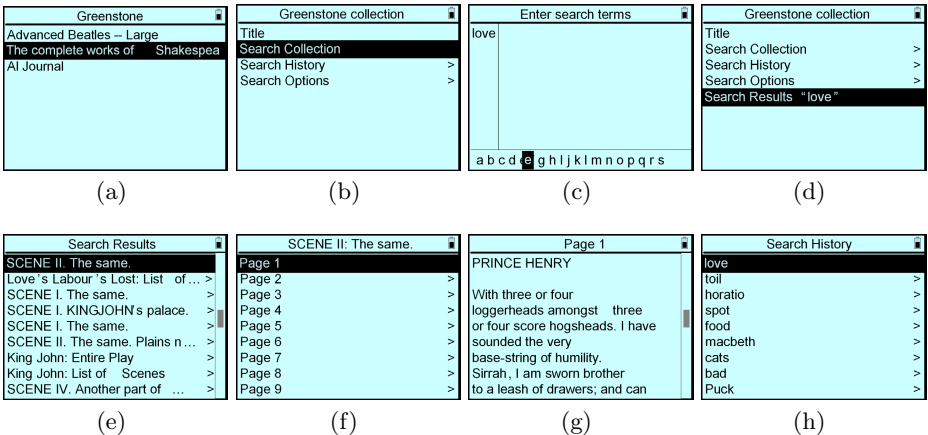 Greenstone
Advanced Beatles -- Large
The complete works of Shakespea
AI Journal
(a)
Greenstone collection
Title
Search Collection
Search History >
Search Options >
(b)
Enter search terms
love
a b c d e g h I j k l m n o p q r s
(c)
Greenstone collection
Title
Search Collection >
Search History >
Search Options >
Search Results "love"
(d)
Search Results
SCENE II. The same.
Love's Labour's Lost: List of ... >
SCENE I. The same. >
SCENE I. KINGJOHN's palace. >
SCENE I. The same. >
SCENE II. The same. Plains n ... >
King John: Entire Play >
King John: List of Scenes >
SCENE IV. Another part of ... >
(e)
SCENE II: The same.
Page 1
Page 2 >
Page 3 >
Page 4 >
Page 5 >
Page 6 >
Page 7 >
Page 8 >
Page 9 >
(f)
Page 1
PRINCE HENRY
With three or four
loggerheads amongst three
or four score hogsheads. I have
sounded the very
base-string of humility.
Sirrah, I am sworn brother
to a leash of drawers; and can
(g)
Search History
love
toil >
horatio >
spot >
food >
macbeth >
cats >
bad >
Puck >
(h)